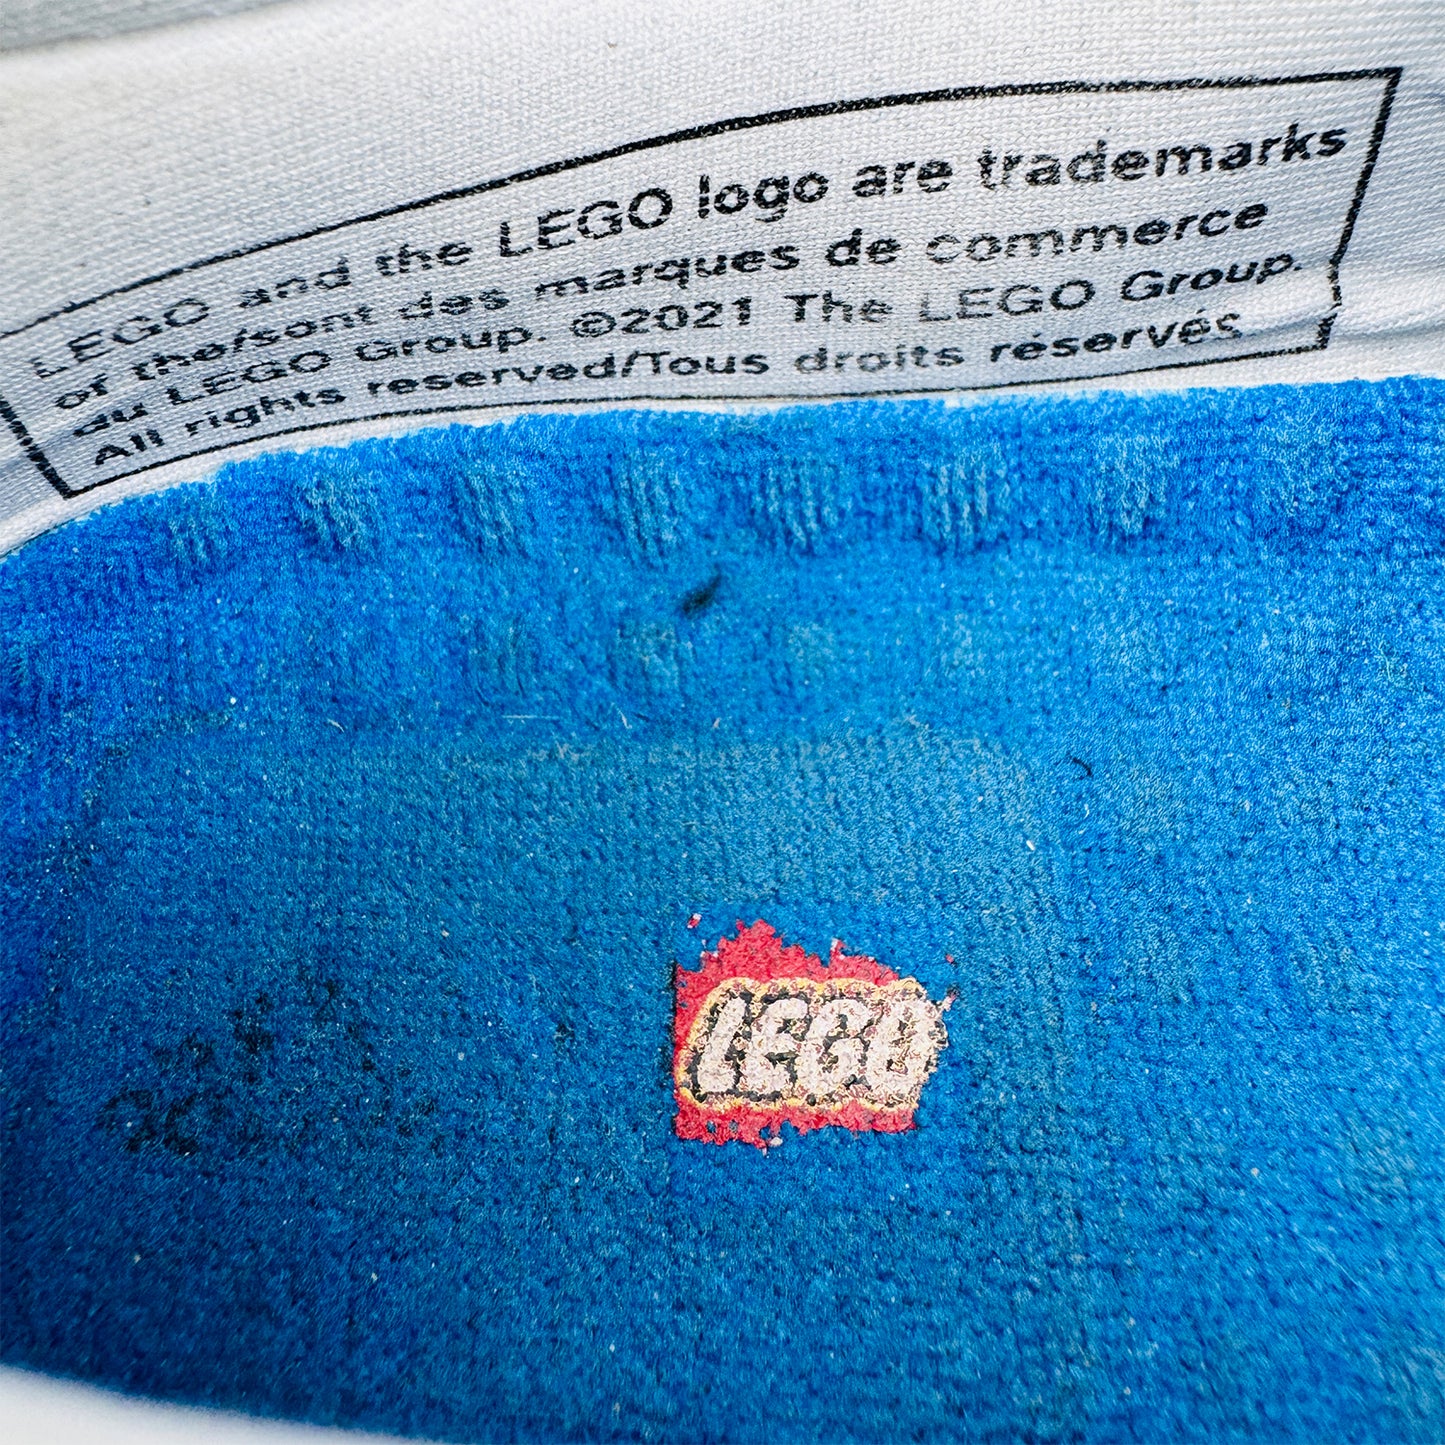 LEGO and the LEGO logo are trademarks
of the/sont des marques de commerce
du LEGO Group. ©2021 The LEGO Group.
All rights reserved/Tous droits réservés.
LEGO